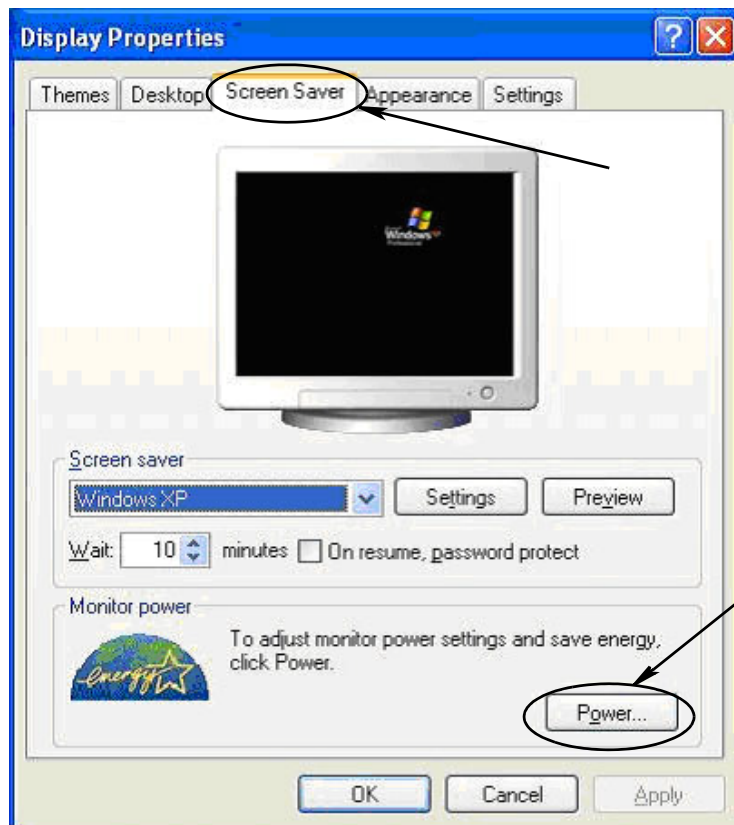 Display Properties
Themes Desktop Screen Saver Appearance Settings
Windows
Screen saver
Windows XP Settings Preview
Wait: 10 minutes On resume, password protect
Monitor power
To adjust monitor power settings and save energy,
click Power.
energy
Power...
OK Cancel Apply